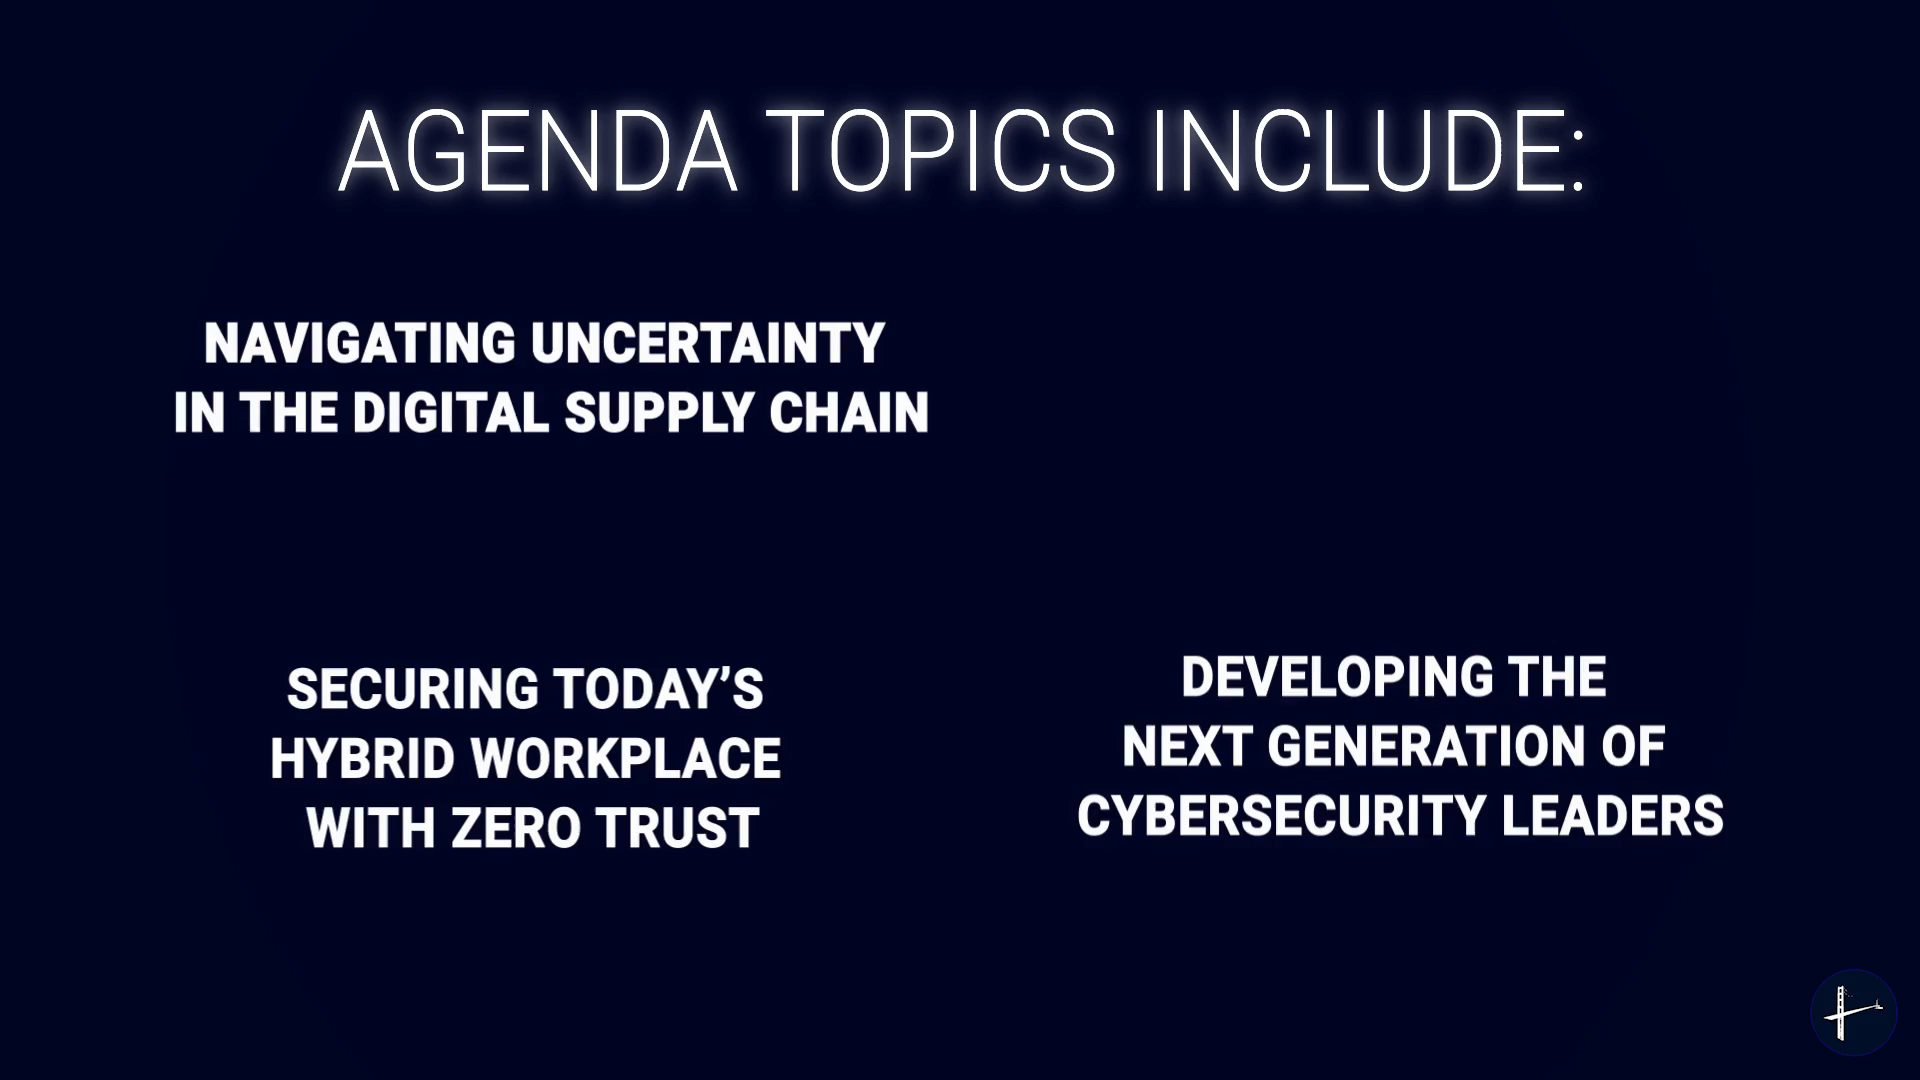 AGENDA TOPICS INCLUDE:
NAVIGATING UNCERTAINTY
IN THE DIGITAL SUPPLY CHAIN
SECURING TODAY’S
HYBRID WORKPLACE
WITH ZERO TRUST
DEVELOPING THE
NEXT GENERATION OF
CYBERSECURITY LEADERS